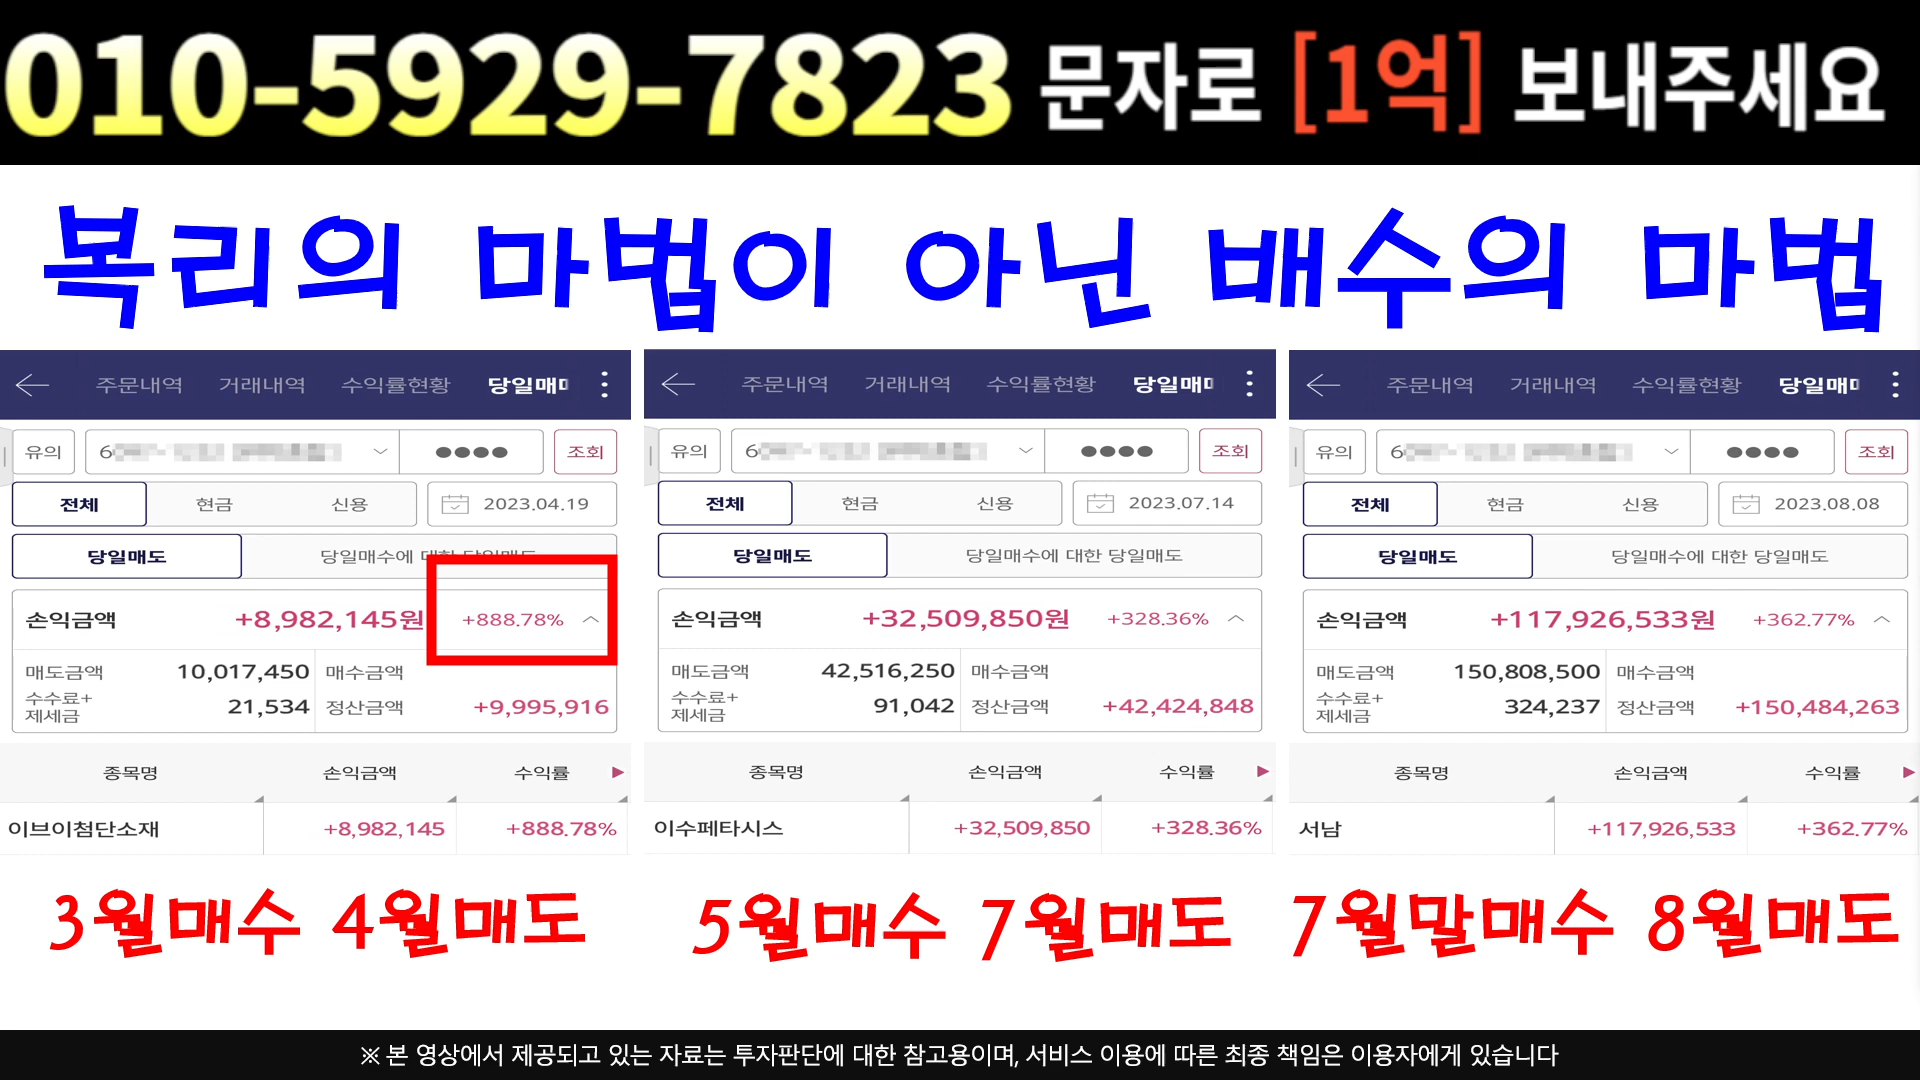 010-5929-7823 문자로 [1억] 보내주세요
복리의 마법이 아닌 배수의 마법
주문내역 거래내역 수익률현황 당일매매
유의 6 ●●●● 조회
전체 현금 신용 2023.04.19
당일매도 당일매수에 대한 당일매도
손익금액 +8,982,145원 +888.78%
매도금액 10,017,450 매수금액
수수료+
제세금 21,534 정산금액 +9,995,916
종목명 손익금액 수익률
이브이첨단소재 +8,982,145 +888.78%
3월매수 4월매도
주문내역 거래내역 수익률현황 당일매매
유의 6 ●●●● 조회
전체 현금 신용 2023.07.14
당일매도 당일매수에 대한 당일매도
손익금액 +32,509,850원 +328.36%
매도금액 42,516,250 매수금액
수수료+
제세금 91,042 정산금액 +42,424,848
종목명 손익금액 수익률
이수페타시스 +32,509,850 +328.36%
5월매수 7월매도
주문내역 거래내역 수익률현황 당일매매
유의 6 ●●●● 조회
전체 현금 신용 2023.08.08
당일매도 당일매수에 대한 당일매도
손익금액 +117,926,533원 +362.77%
매도금액 150,808,500 매수금액
수수료+
제세금 324,237 정산금액 +150,484,263
종목명 손익금액 수익률
서남 +117,926,533 +362.77%
7월말매수 8월매도
※ 본 영상에서 제공되고 있는 자료는 투자판단에 대한 참고용이며, 서비스 이용에 따른 최종 책임은 이용자에게 있습니다